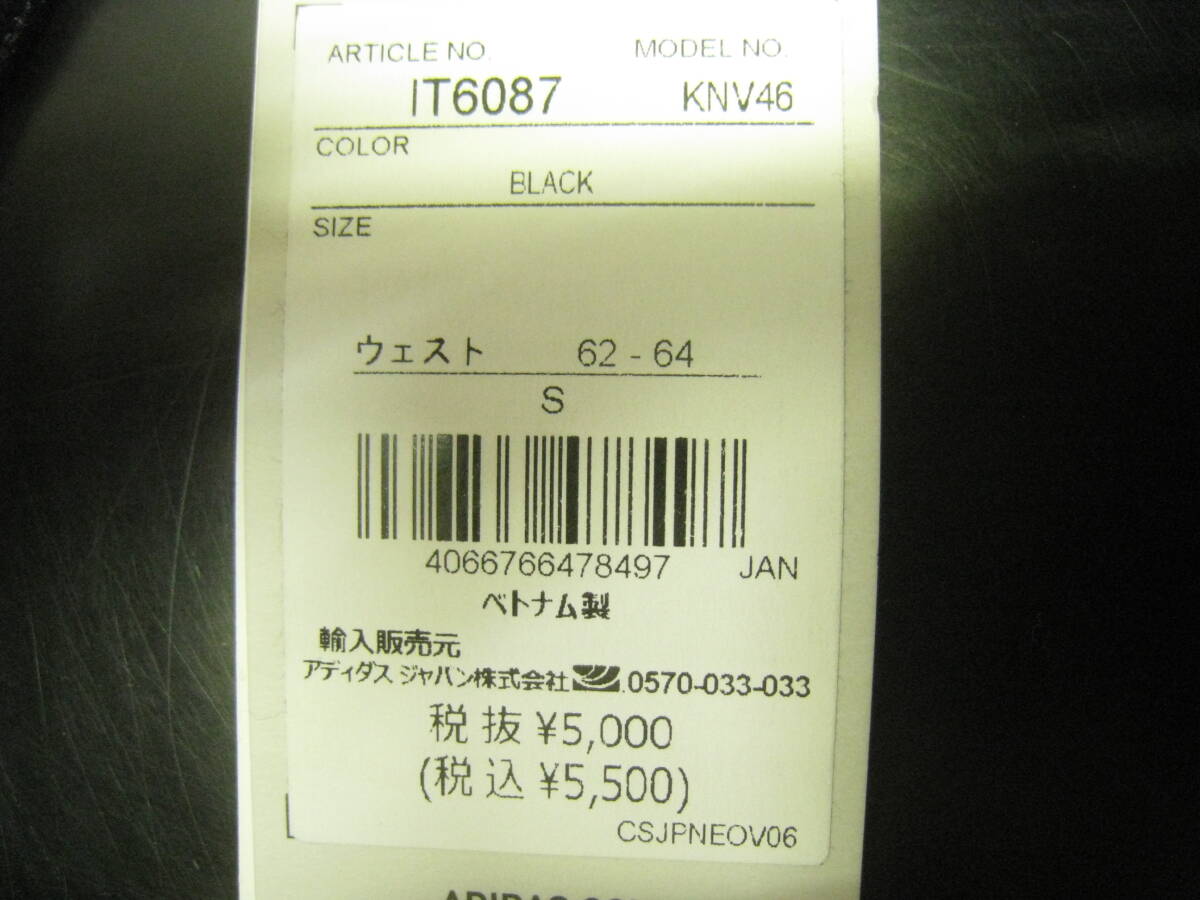 ARTICLE NO. MODEL NO.
IT6087 KNV46
COLOR
BLACK
SIZE
ウェスト 62 - 64
S
4066766478497 JAN
ベトナム製
輸入販売元
アディダス ジャパン株式会社 0570-033-033
税抜 ¥5,000
(税込 ¥5,500)
CSJPNEOV06
ADIDAS